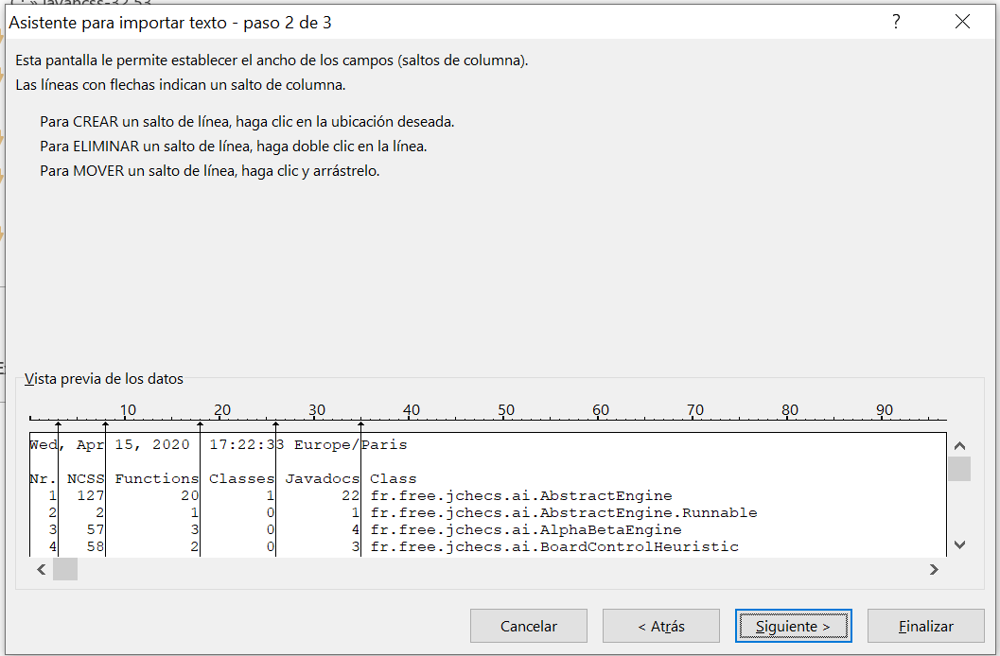 Asistente para importar texto - paso 2 de 3 ?
Esta pantalla le permite establecer el ancho de los campos (saltos de columna).
Las líneas con flechas indican un salto de columna.
Para CREAR un salto de línea, haga clic en la ubicación deseada.
Para ELIMINAR un salto de línea, haga doble clic en la línea.
Para MOVER un salto de línea, haga clic y arrástrelo.
Vista previa de los datos
10 20 30 40 50 60 70 80 90
Wed, Apr 15, 2020 17:22:33 Europe/Paris
Nr. NCSS Functions Classes Javadocs Class
1 127 20 1 22 fr.free.jchecs.ai.AbstractEngine
2 2 1 0 1 fr.free.jchecs.ai.AbstractEngine.Runnable
3 57 3 0 4 fr.free.jchecs.ai.AlphaBetaEngine
4 58 2 0 3 fr.free.jchecs.ai.BoardControlHeuristic
Cancelar < Atrás Siguiente > Finalizar